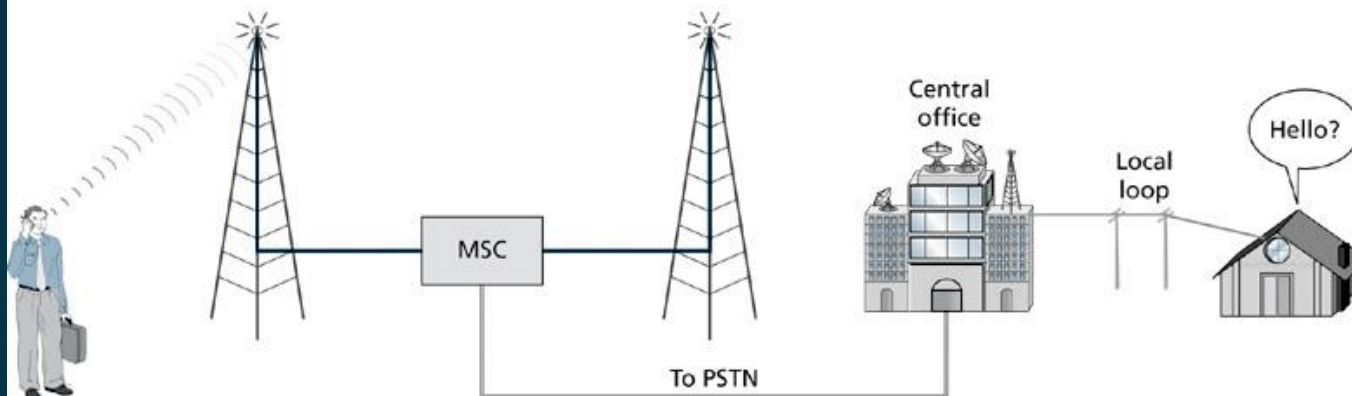 Central
office
Hello?
Local
loop
MSC
To PSTN